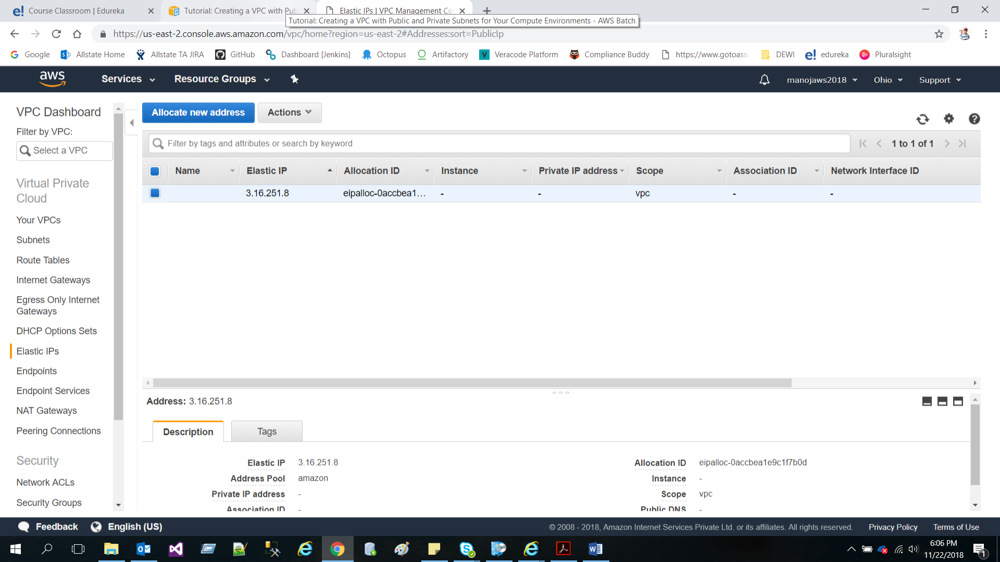 Course Classroom | Edureka
Tutorial: Creating a VPC with Pub
Elastic IPs | VPC Management Co
Tutorial: Creating a VPC with Public and Private Subnets for Your Compute Environments - AWS Batch
https://us-east-2.console.aws.amazon.com/vpc/home?region=us-east-2#Addresses:sort=PublicIp
Google Allstate Home Allstate TA JIRA GitHub Dashboard [Jenkins] Octopus Artifactory Veracode Platform Compliance Buddy https://www.gotoassi DEWI edureka Pluralsight
aws Services Resource Groups manojaws2018 Ohio Support
VPC Dashboard
Filter by VPC:
Select a VPC
Virtual Private
Cloud
Your VPCs
Subnets
Route Tables
Internet Gateways
Egress Only Internet
Gateways
DHCP Options Sets
Elastic IPs
Endpoints
Endpoint Services
NAT Gateways
Peering Connections
Security
Network ACLs
Security Groups
Allocate new address Actions
Filter by tags and attributes or search by keyword 1 to 1 of 1
Name Elastic IP Allocation ID Instance Private IP address Scope Association ID Network Interface ID
3.16.251.8 eipalloc-0accbea1... - - vpc - -
Address: 3.16.251.8
Description Tags
Elastic IP 3.16.251.8 Allocation ID eipalloc-0accbea1e9c1f7b0d
Address Pool amazon Instance -
Private IP address - Scope vpc
Association ID - Public DNS -
Feedback English (US) © 2008 - 2018, Amazon Internet Services Private Ltd. or its affiliates. All rights reserved. Privacy Policy Terms of Use
6:06 PM
11/22/2018
1